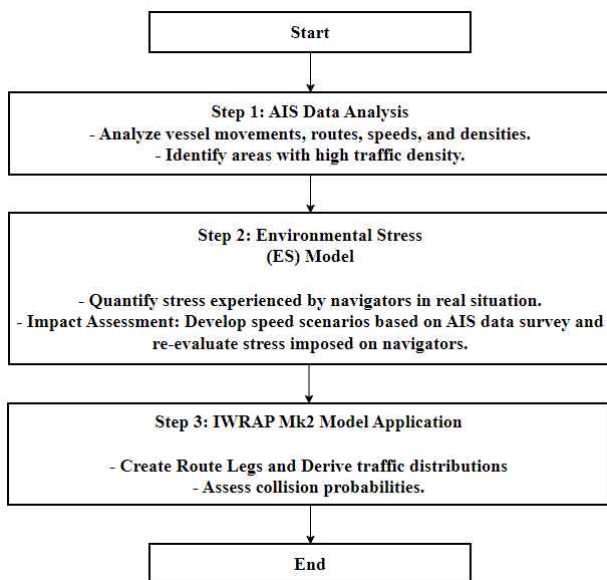 Start
Step 1: AIS Data Analysis
- Analyze vessel movements, routes, speeds, and densities.
- Identify areas with high traffic density.
Step 2: Environmental Stress
(ES) Model
- Quantify stress experienced by navigators in real situation.
- Impact Assessment: Develop speed scenarios based on AIS data survey and
re-evaluate stress imposed on navigators.
Step 3: IWRAP Mk2 Model Application
- Create Route Legs and Derive traffic distributions
- Assess collision probabilities.
End